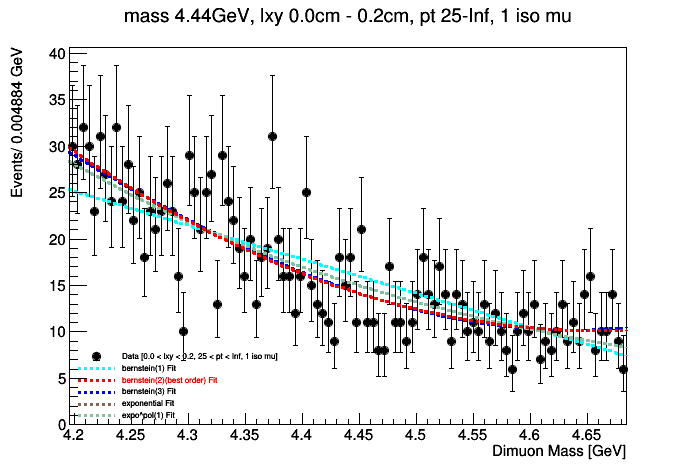 mass 4.44GeV, lxy 0.0cm - 0.2cm, pt 25-Inf, 1 iso mu
Events/ 0.004884 GeV
40
35
30
25
20
15
10
5
0
Data [0.0 < lxy < 0.2, 25 < pt < Inf, 1 iso mu]
bernstein(1) Fit
bernstein(2)(best order) Fit
bernstein(3) Fit
exponential Fit
expo*pol(1) Fit
4.2 4.25 4.3 4.35 4.4 4.45 4.5 4.55 4.6 4.65
Dimuon Mass [GeV]